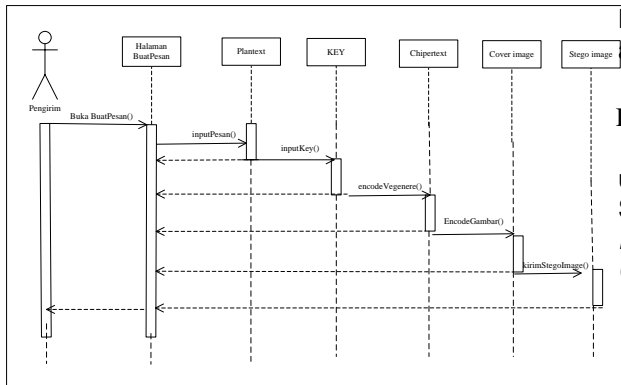 Halaman
BuatPesan
Plantext
KEY
Chipertext
Cover image
Stego image
Pengirim
Buka BuatPesan()
inputPesan()
inputKey()
encodeVegenere()
EncodeGambar()
kirimStegoImage()